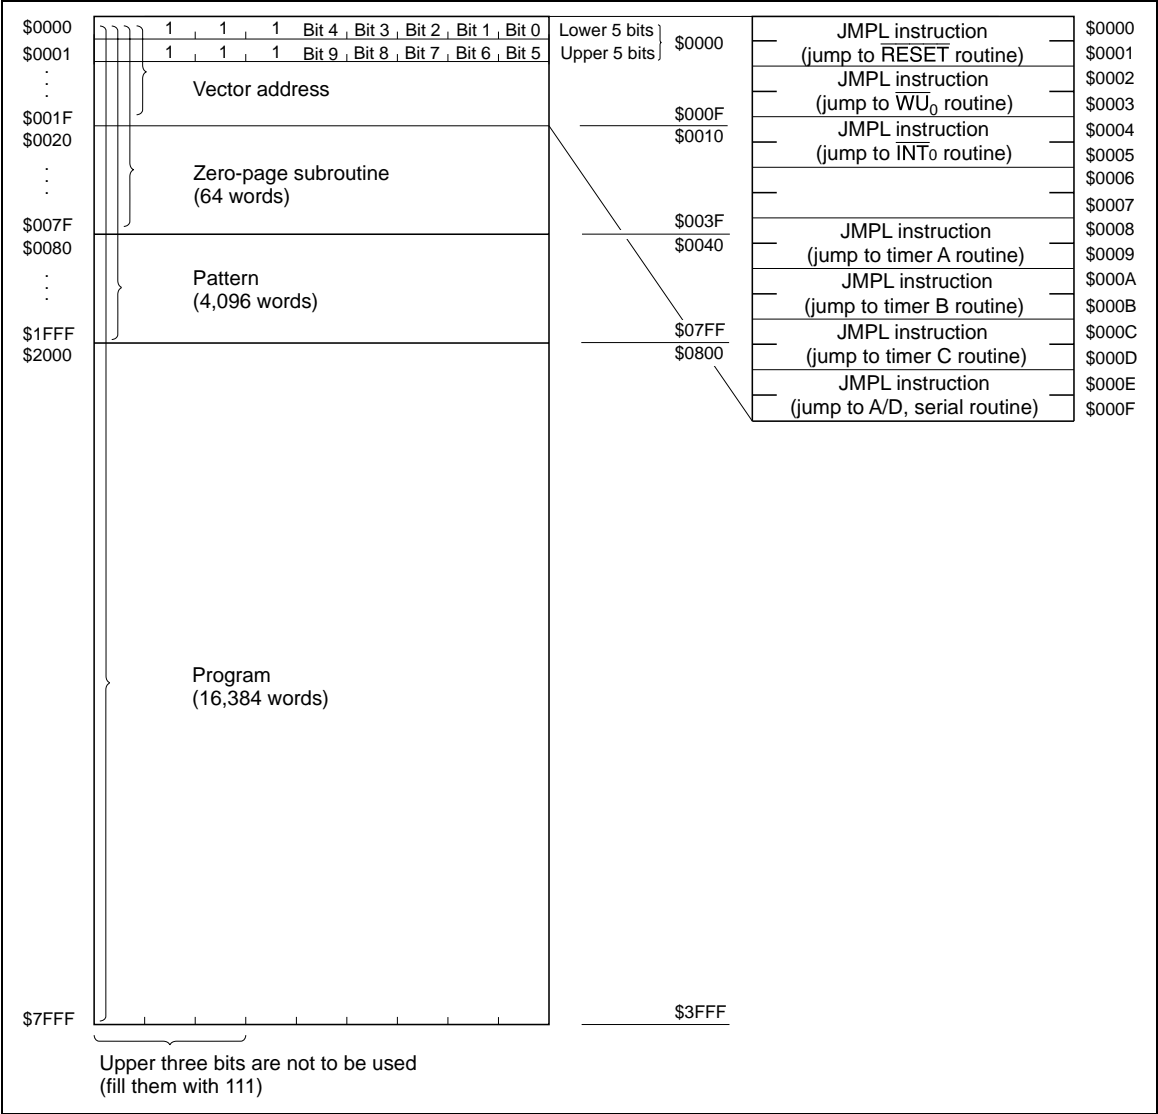 $0000 1 1 1 Bit 4 Bit 3 Bit 2 Bit 1 Bit 0 Lower 5 bits
$0001 1 1 1 Bit 9 Bit 8 Bit 7 Bit 6 Bit 5 Upper 5 bits
$0000
.
.
.
Vector address
$001F
$000F
$0020
$0010
.
.
.
Zero-page subroutine
(64 words)
$007F
$003F
$0080
$0040
.
.
.
Pattern
(4,096 words)
$1FFF
$07FF
$2000
$0800
Program
(16,384 words)
$7FFF
$3FFF
Upper three bits are not to be used
(fill them with 111)
JMPL instruction $0000
(jump to RESET routine) $0001
JMPL instruction $0002
(jump to WU0 routine) $0003
JMPL instruction $0004
(jump to INT0 routine) $0005
$0006
$0007
JMPL instruction $0008
(jump to timer A routine) $0009
JMPL instruction $000A
(jump to timer B routine) $000B
JMPL instruction $000C
(jump to timer C routine) $000D
JMPL instruction $000E
(jump to A/D, serial routine) $000F